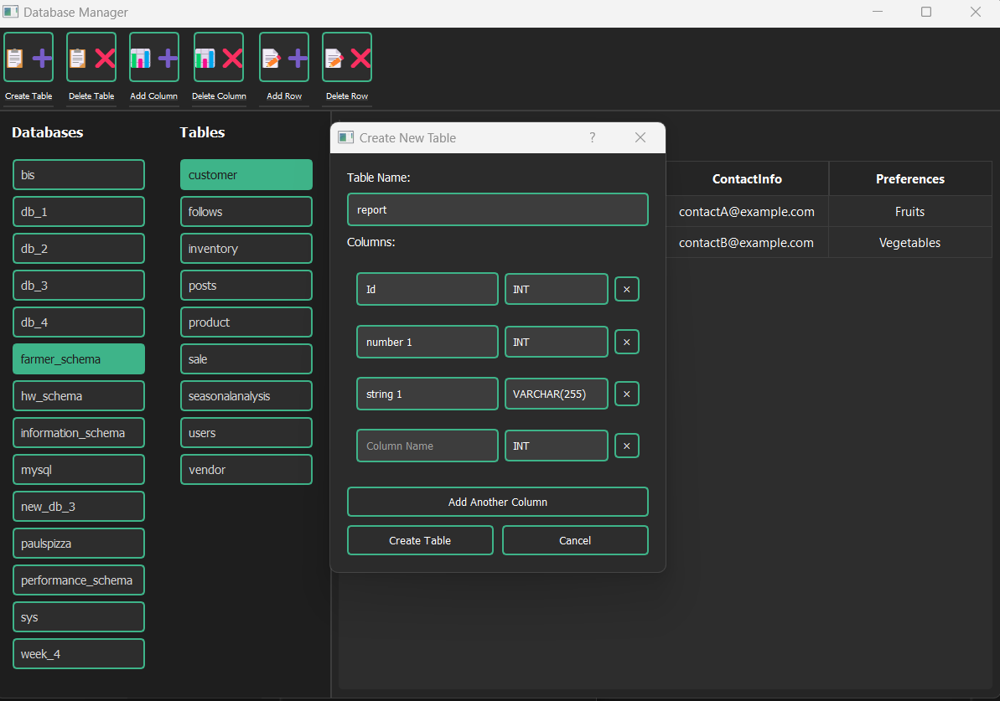 Database Manager
Create Table
Delete Table
Add Column
Delete Column
Add Row
Delete Row
Databases
bis
db_1
db_2
db_3
db_4
farmer_schema
hw_schema
information_schema
mysql
new_db_3
paulspizza
performance_schema
sys
week_4
Tables
customer
follows
inventory
posts
product
sale
seasonalanalysis
users
vendor
ContactInfo Preferences
contactA@example.com Fruits
contactB@example.com Vegetables
Create New Table ?
Table Name:
report
Columns:
Id INT ×
number 1 INT ×
string 1 VARCHAR(255) ×
Column Name INT ×
Add Another Column
Create Table Cancel